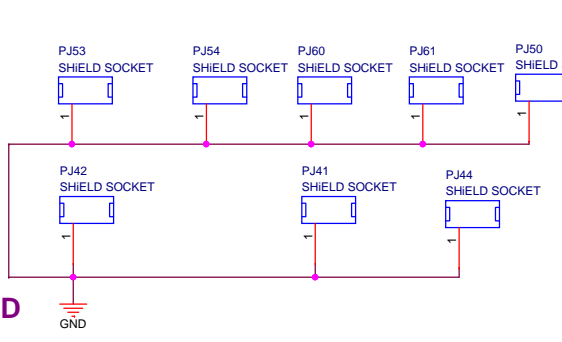 PJ53
SHiELD SOCKET
1
PJ54
SHiELD SOCKET
1
PJ60
SHiELD SOCKET
1
PJ61
SHiELD SOCKET
1
PJ50
SHiELD
1
PJ42
SHiELD SOCKET
1
PJ41
SHiELD SOCKET
1
PJ44
SHiELD SOCKET
1
D
GND